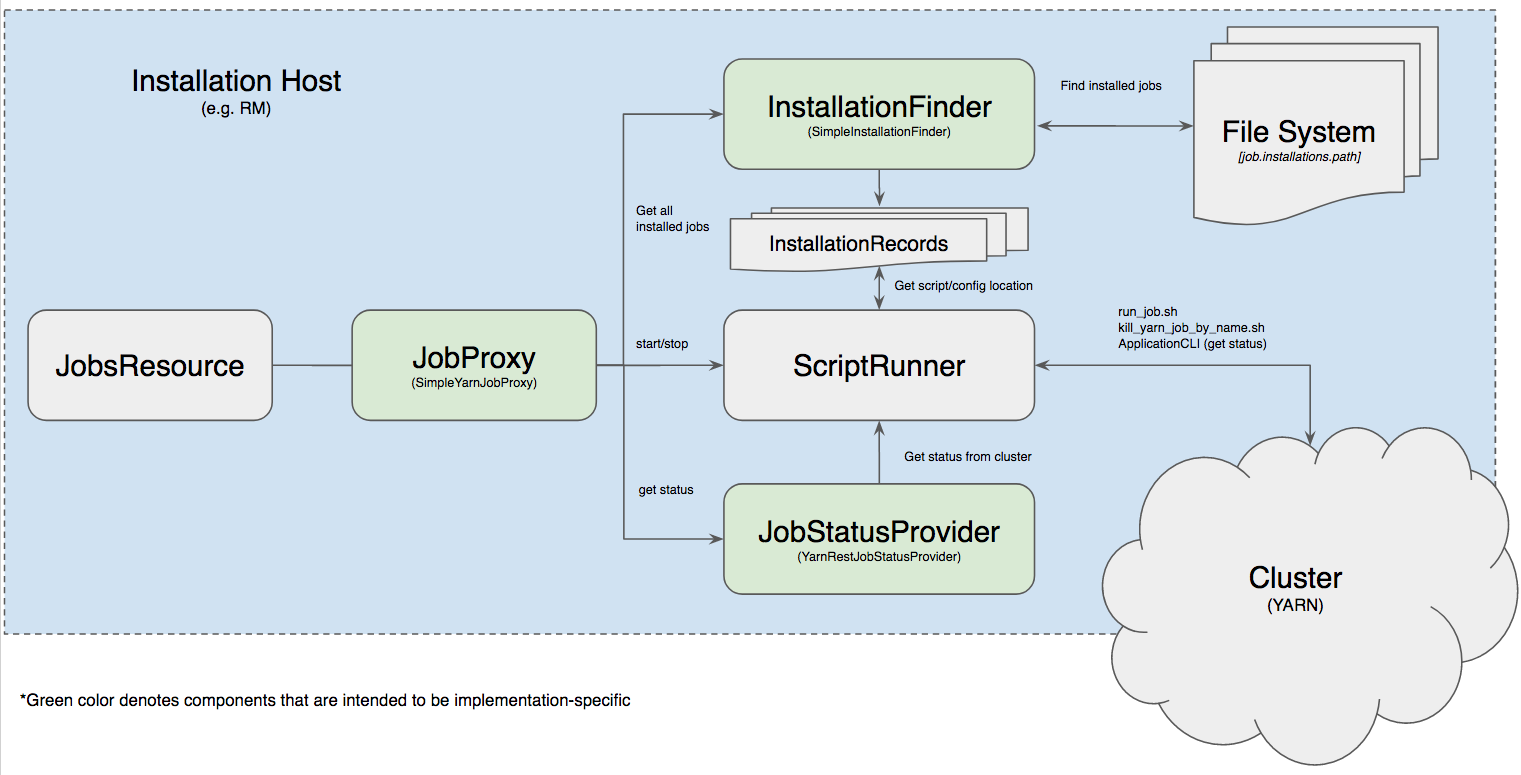 Installation Host
(e.g. RM)
InstallationFinder
(SimpleInstallationFinder)
Find installed jobs
File System
[job.installations.path]
Get all
installed jobs
InstallationRecords
Get script/config location
JobsResource
JobProxy
(SimpleYarnJobProxy)
start/stop
ScriptRunner
run_job.sh
kill_yarn_job_by_name.sh
ApplicationCLI (get status)
Get status from cluster
get status
JobStatusProvider
(YarnRestJobStatusProvider)
Cluster
(YARN)
*Green color denotes components that are intended to be implementation-specific